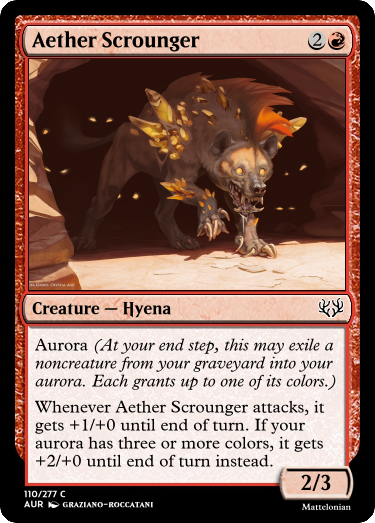 Aether Scrounger 2
Creature — Hyena
Aurora (At your end step, this may exile a
noncreature from your graveyard into your
aurora. Each grants up to one of its colors.)
Whenever Aether Scrounger attacks, it
gets +1/+0 until end of turn. If your
aurora has three or more colors, it gets
+2/+0 until end of turn instead.
2/3
110/277 C
AUR GRAZIANO-ROCCATANI
Mattelonian